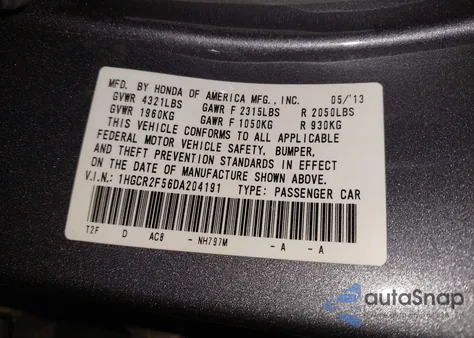 MFD. BY HONDA OF AMERICA MFG., INC. 05/'13
GVWR 4321LBS GAWR F 2315LBS R 2050LBS
GVWR 1960KG GAWR F 1050KG R 930KG
THIS VEHICLE CONFORMS TO ALL APPLICABLE
FEDERAL MOTOR VEHICLE SAFETY, BUMPER,
AND THEFT PREVENTION STANDARDS IN EFFECT
ON THE DATE OF MANUFACTURE SHOWN ABOVE.
V.I.N.: 1HGCR2F56DA204191 TYPE: PASSENGER CAR
T2F D AC8 - NH797M - A - A
autoSnap